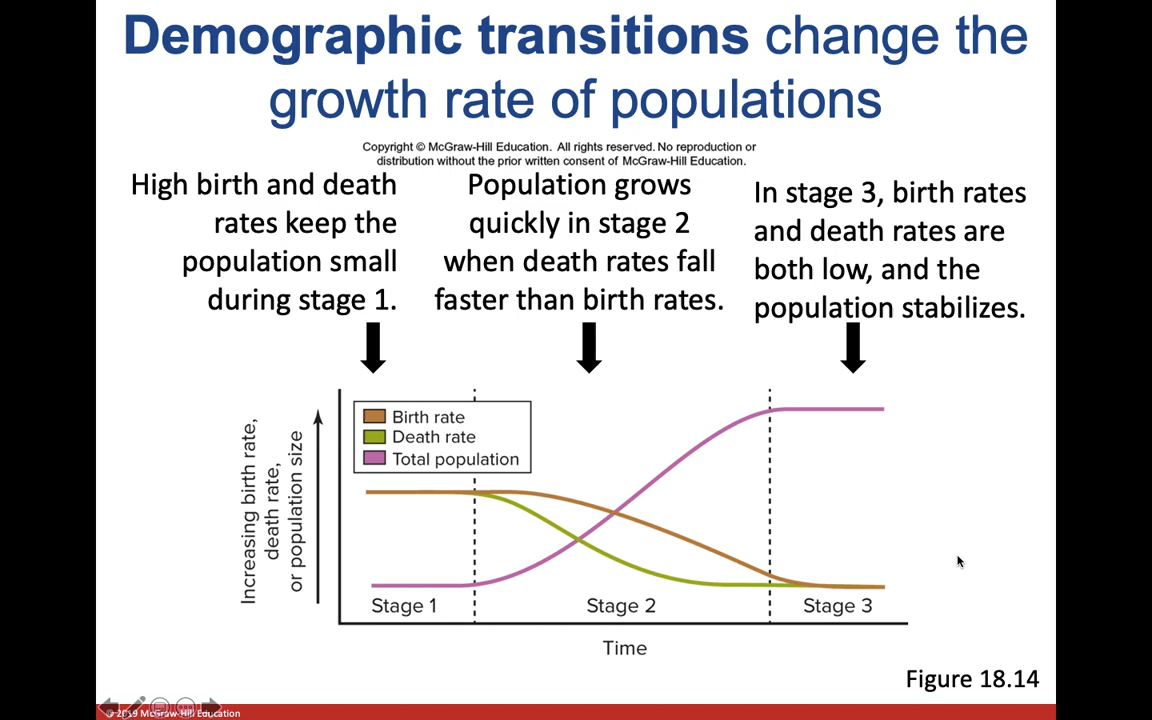 Demographic transitions change the
growth rate of populations
Copyright © McGraw-Hill Education. All rights reserved. No reproduction or
distribution without the prior written consent of McGraw-Hill Education.
High birth and death
rates keep the
population small
during stage 1.
Population grows
quickly in stage 2
when death rates fall
faster than birth rates.
In stage 3, birth rates
and death rates are
both low, and the
population stabilizes.
Increasing birth rate,
death rate,
or population size
Birth rate
Death rate
Total population
Stage 1
Stage 2
Stage 3
Time
Figure 18.14
© 2019 McGraw-Hill Education